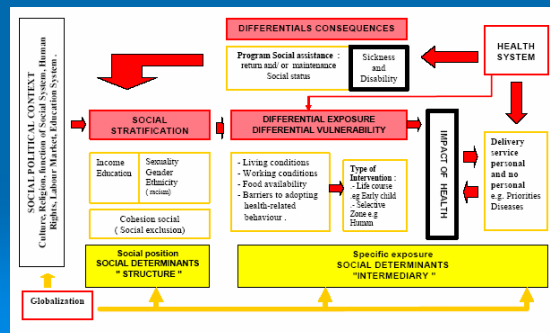 DIFFERENTIALS CONSEQUENCES
Program Social assistance :
return and/ or maintenance
Social status
Sickness
and
Disability
HEALTH
SYSTEM
SOCIAL POLITICAL CONTEXT
Culture, Religion, function of Social System, Human
Rights, Labour Market, Education System .
SOCIAL
STRATIFICATION
DIFFERENTIAL EXPOSURE
DIFFERENTIAL VULNERABILITY
IMPACT OF HEALTH
Delivery
service
personal
and no
personal
e.g. Priorities
Diseases
Income
Education
Sexuality
Gender
Ethnicity
( racism)
- Living conditions
- Working conditions
- Food availability
- Barriers to adopting
health-related
behaviour .
Type of
Intervention :
.- Life course
.eg Early child
- Selective
Zone e.g
Human
Cohesion social
( Social exclusion)
Social position
SOCIAL DETERMINANTS
" STRUCTURE "
Specific exposure
SOCIAL DETERMINANTS
"INTERMEDIARY "
Globalization